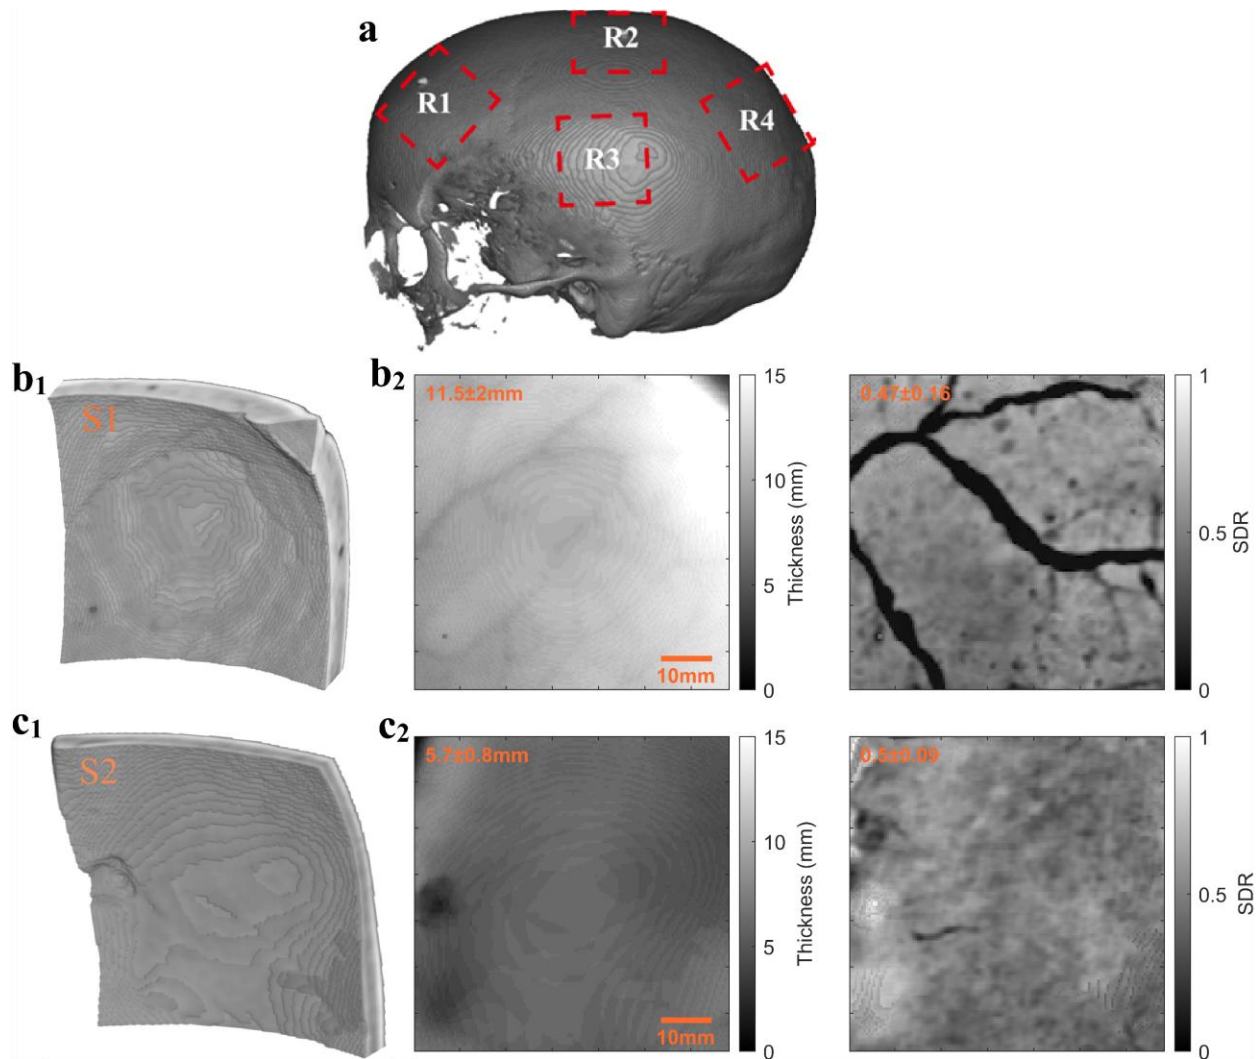 a
R1
R2
R3
R4
b1
S1
b2
11.5±2mm
10mm
15
10
5
0
Thickness (mm)
0.47±0.16
1
0.5
0
SDR
c1
S2
c2
5.7±0.8mm
10mm
15
10
5
0
Thickness (mm)
0.5±0.09
1
0.5
0
SDR